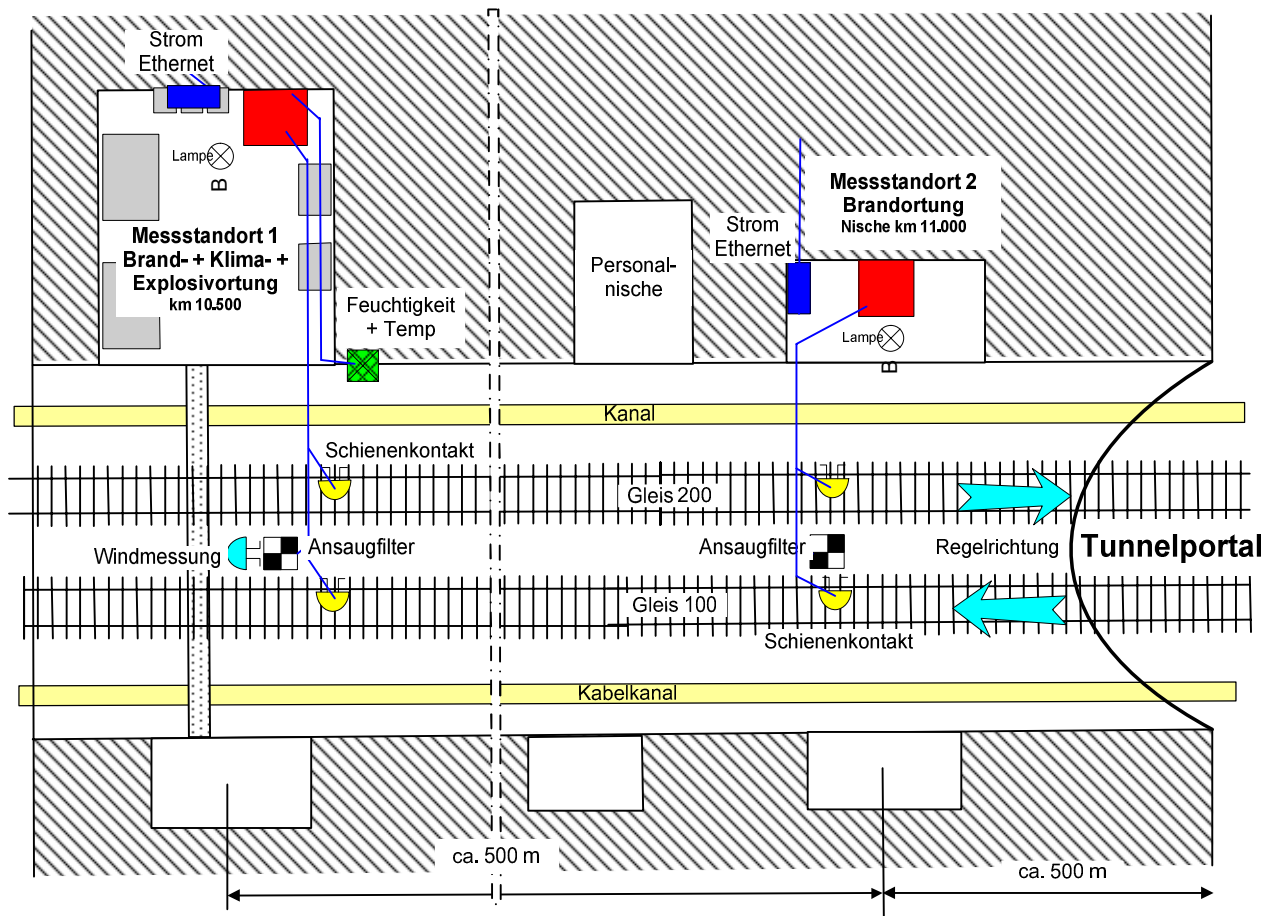 Strom
Ethernet
Lampe
B
Messstandort 1
Brand- + Klima- +
Explosivortung
km 10.500
Feuchtigkeit
+ Temp
Messstandort 2
Brandortung
Nische km 11.000
Strom
Ethernet
Personal-
nische
Lampe
B
Kanal
Schienenkontakt
Gleis 200
Windmessung
Ansaugfilter
Ansaugfilter
Regelrichtung
Tunnelportal
Gleis 100
Schienenkontakt
Kabelkanal
ca. 500 m
ca. 500 m